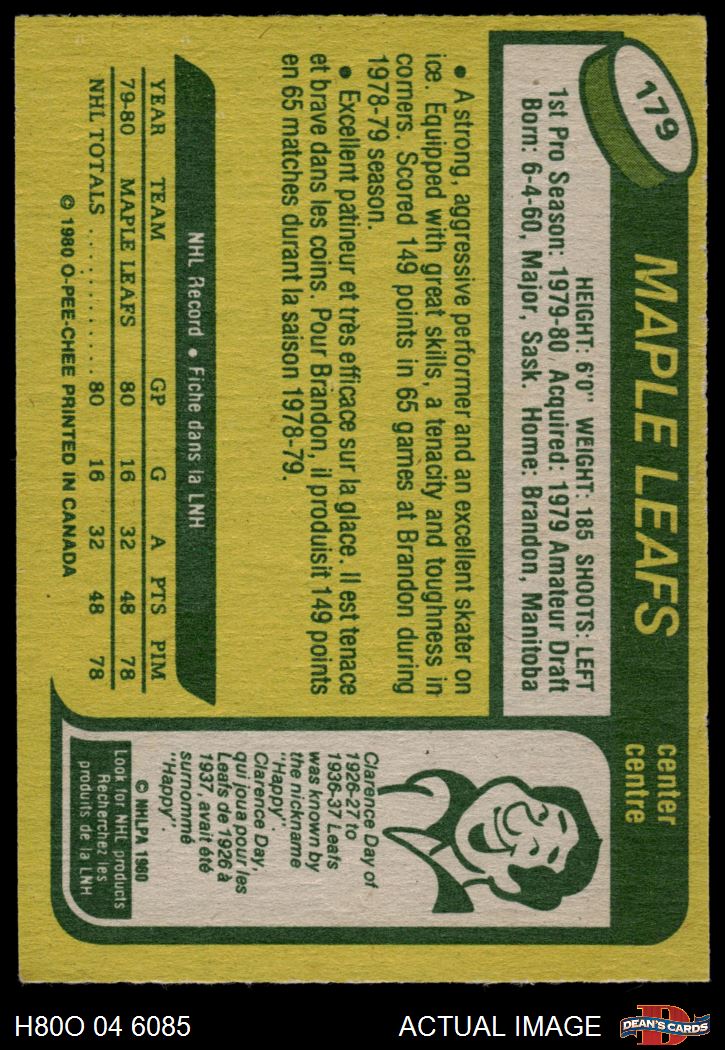 179
MAPLE LEAFS
center
centre
HEIGHT: 6'0" WEIGHT: 185 SHOOTS: LEFT
1st Pro Season: 1979-80 Acquired: 1979 Amateur Draft
Born: 6-4-60, Major, Sask. Home: Brandon, Manitoba
• A strong, aggressive performer and an excellent skater on
ice. Equipped with great skills, a tenacity and toughness in
corners. Scored 149 points in 65 games at Brandon during
1978-79 season.
• Excellent patineur et très efficace sur la glace. Il est tenace
et brave dans les coins. Pour Brandon, il produisit 149 points
en 65 matches durant la saison 1978-79.
NHL Record • Fiche dans la LNH
YEAR TEAM GP G A PTS PIM
79-80 MAPLE LEAFS 80 16 32 48 78
NHL TOTALS .......... 80 16 32 48 78
© 1980 O-PEE-CHEE PRINTED IN CANADA
Clarence Day of
1926-27 to
1936-37 Leafs
was known by
the nickname
"Happy".
Clarence Day,
qui joua pour les
Leafs de 1926 à
1937, avait été
surnommé
"Happy".
© NHLPA 1980
Look for NHL products
Recherchez les
produits de la LNH
H80O 04 6085
ACTUAL IMAGE
D
DEAN'S CARDS